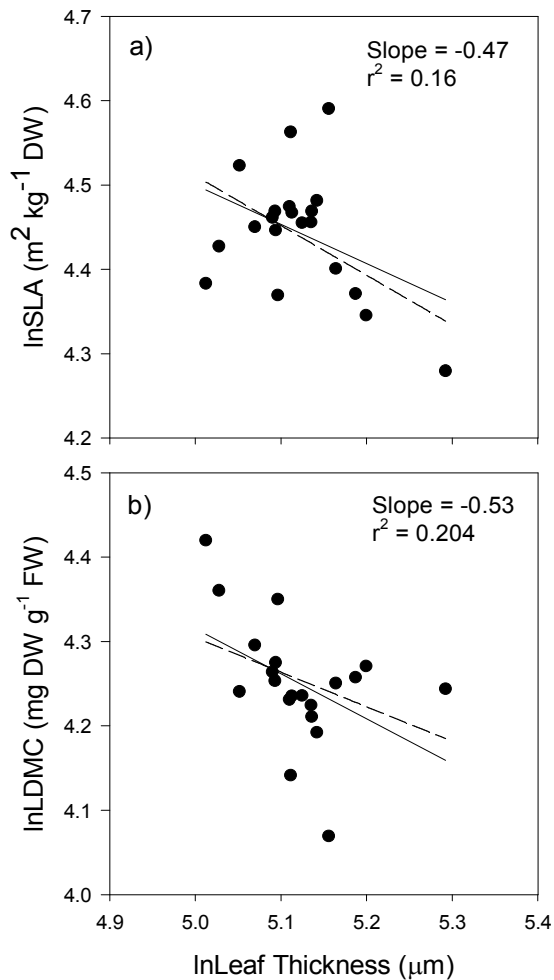 a)
Slope = -0.47
r² = 0.16
lnSLA (m² kg⁻¹ DW)
4.7
4.6
4.5
4.4
4.3
4.2
b)
Slope = -0.53
r² = 0.204
lnLDMC (mg DW g⁻¹ FW)
4.5
4.4
4.3
4.2
4.1
4.0
4.9 5.0 5.1 5.2 5.3 5.4
lnLeaf Thickness (μm)